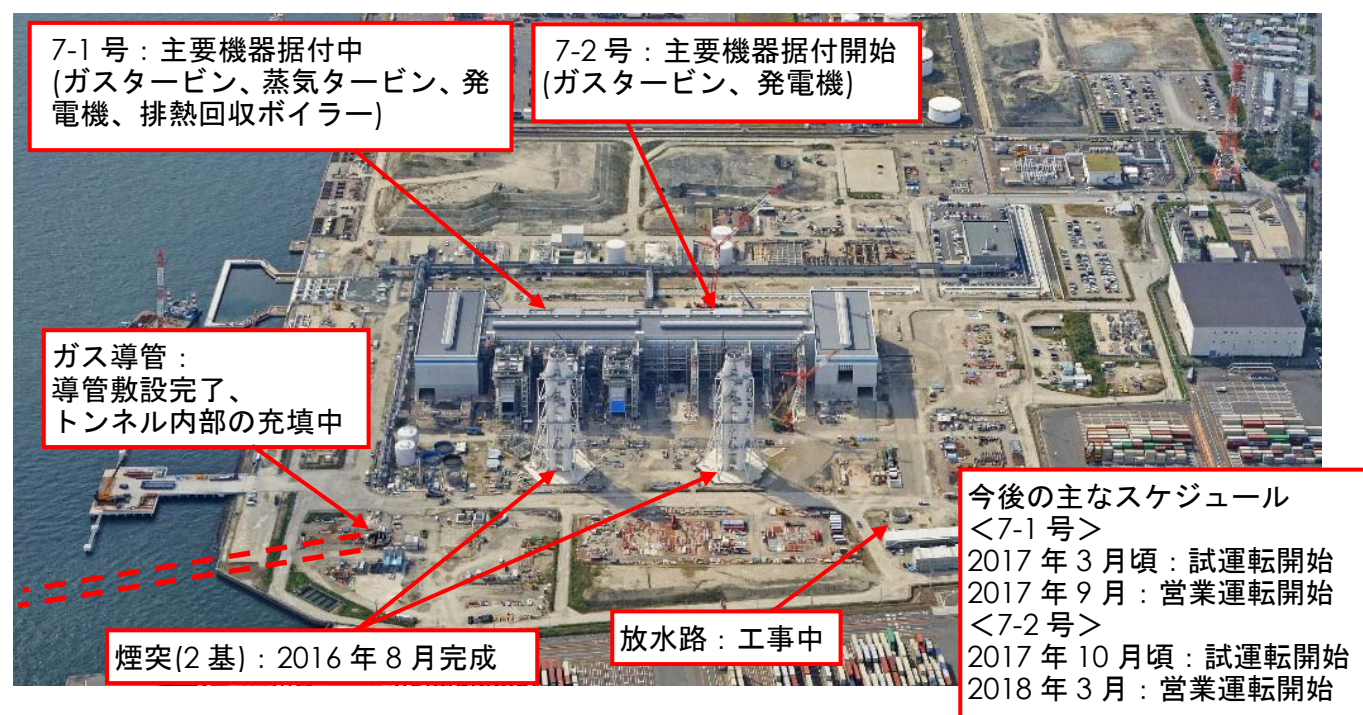 7-1 号：主要機器据付中
(ガスタービン、蒸気タービン、発
電機、排熱回収ボイラー)
7-2 号：主要機器据付開始
(ガスタービン、発電機)
ガス導管：
導管敷設完了、
トンネル内部の充填中
煙突(2 基)：2016 年 8 月完成
放水路：工事中
今後の主なスケジュール
＜7-1 号＞
2017 年 3 月頃：試運転開始
2017 年 9 月：営業運転開始
＜7-2 号＞
2017 年 10 月頃：試運転開始
2018 年 3 月：営業運転開始